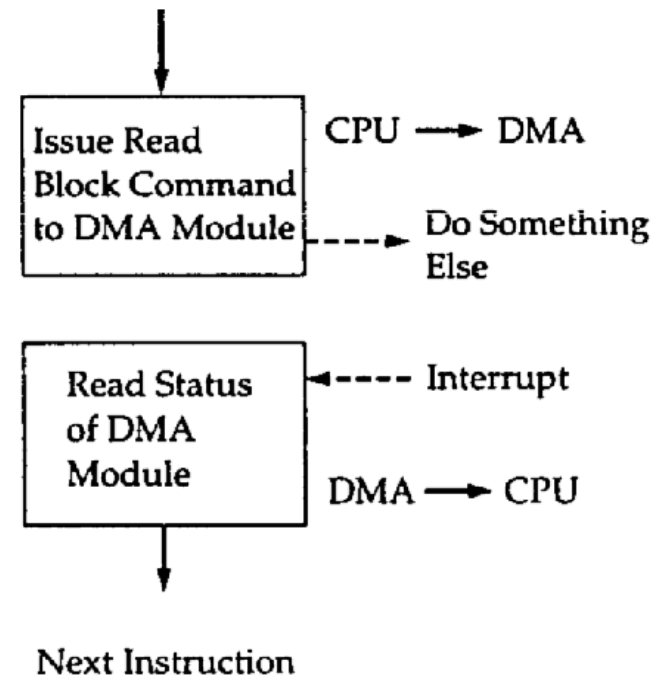 Issue Read
Block Command
to DMA Module
CPU → DMA
Do Something
Else
Read Status
of DMA
Module
Interrupt
DMA → CPU
Next Instruction